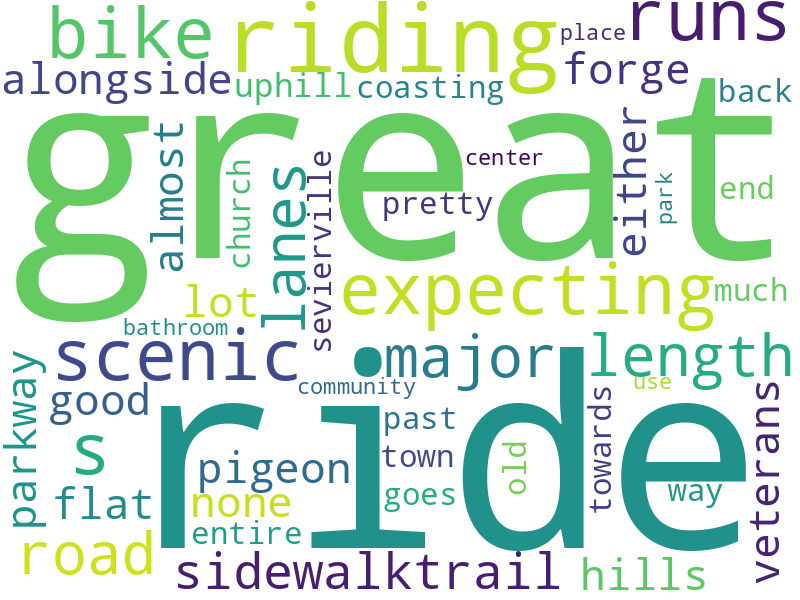 bike
riding
place
runs
alongside
uphill
coasting
forge
back
great
almost
church
lanes
sevierville
center
pretty
either
park
end
lot
expecting
much
bathroom
scenic
major
length
community
use
parkway
good
s
ride
past
town
old
towards
veterans
pigeon
flat
none
goes
way
entire
road
sidewalktrail
hills